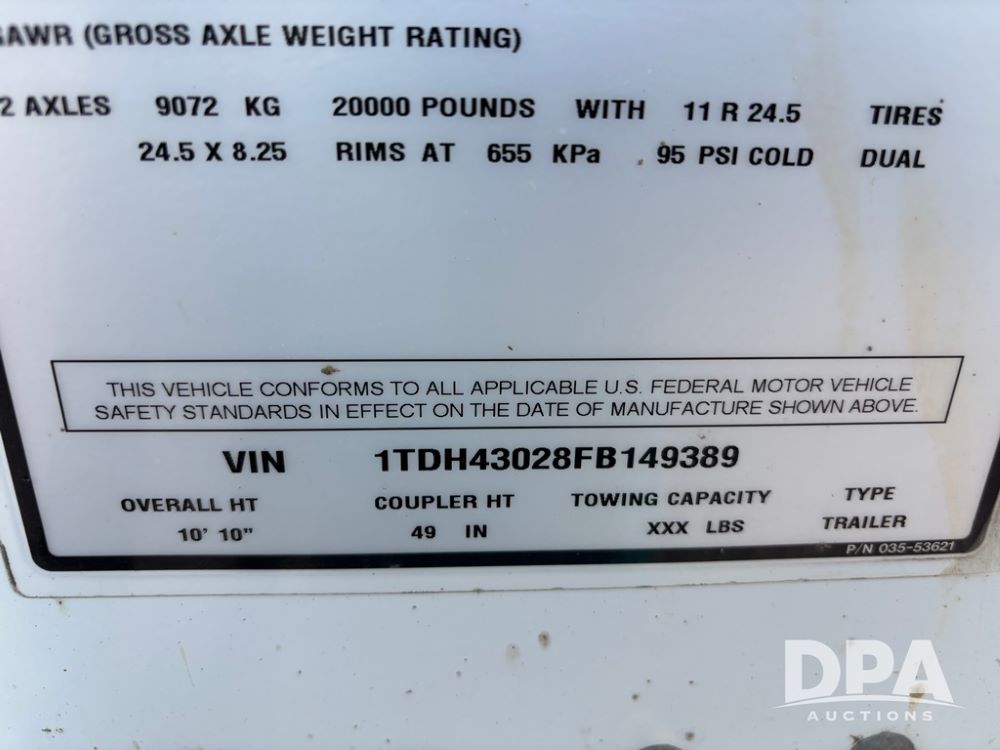 GAWR (GROSS AXLE WEIGHT RATING)
2 AXLES 9072 KG 20000 POUNDS WITH 11 R 24.5 TIRES
24.5 X 8.25 RIMS AT 655 KPa 95 PSI COLD DUAL
THIS VEHICLE CONFORMS TO ALL APPLICABLE U.S. FEDERAL MOTOR VEHICLE
SAFETY STANDARDS IN EFFECT ON THE DATE OF MANUFACTURE SHOWN ABOVE.
VIN 1TDH43028FB149389
OVERALL HT COUPLER HT TOWING CAPACITY TYPE
10' 10" 49 IN XXX LBS TRAILER
P/N 035-53621
DPA
AUCTIONS